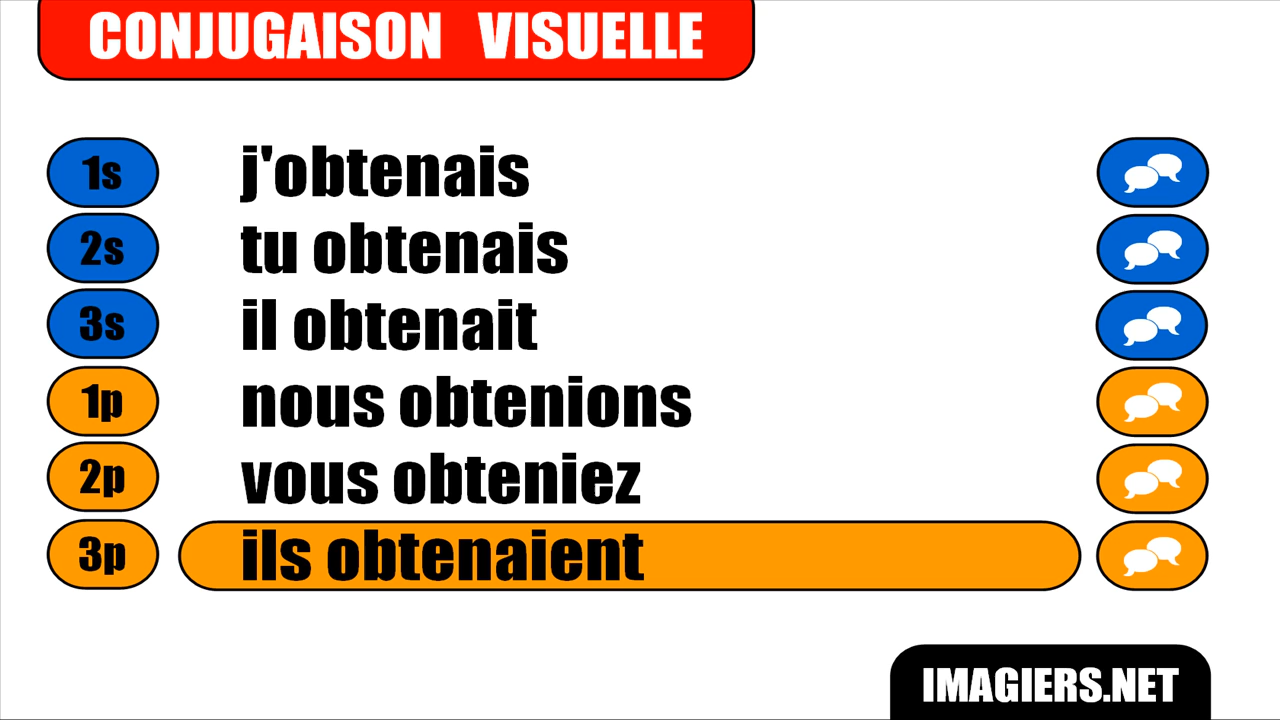 CONJUGAISON VISUELLE
1s j'obtenais
2s tu obtenais
3s il obtenait
1p nous obtenions
2p vous obteniez
3p ils obtenaient
IMAGIERS.NET